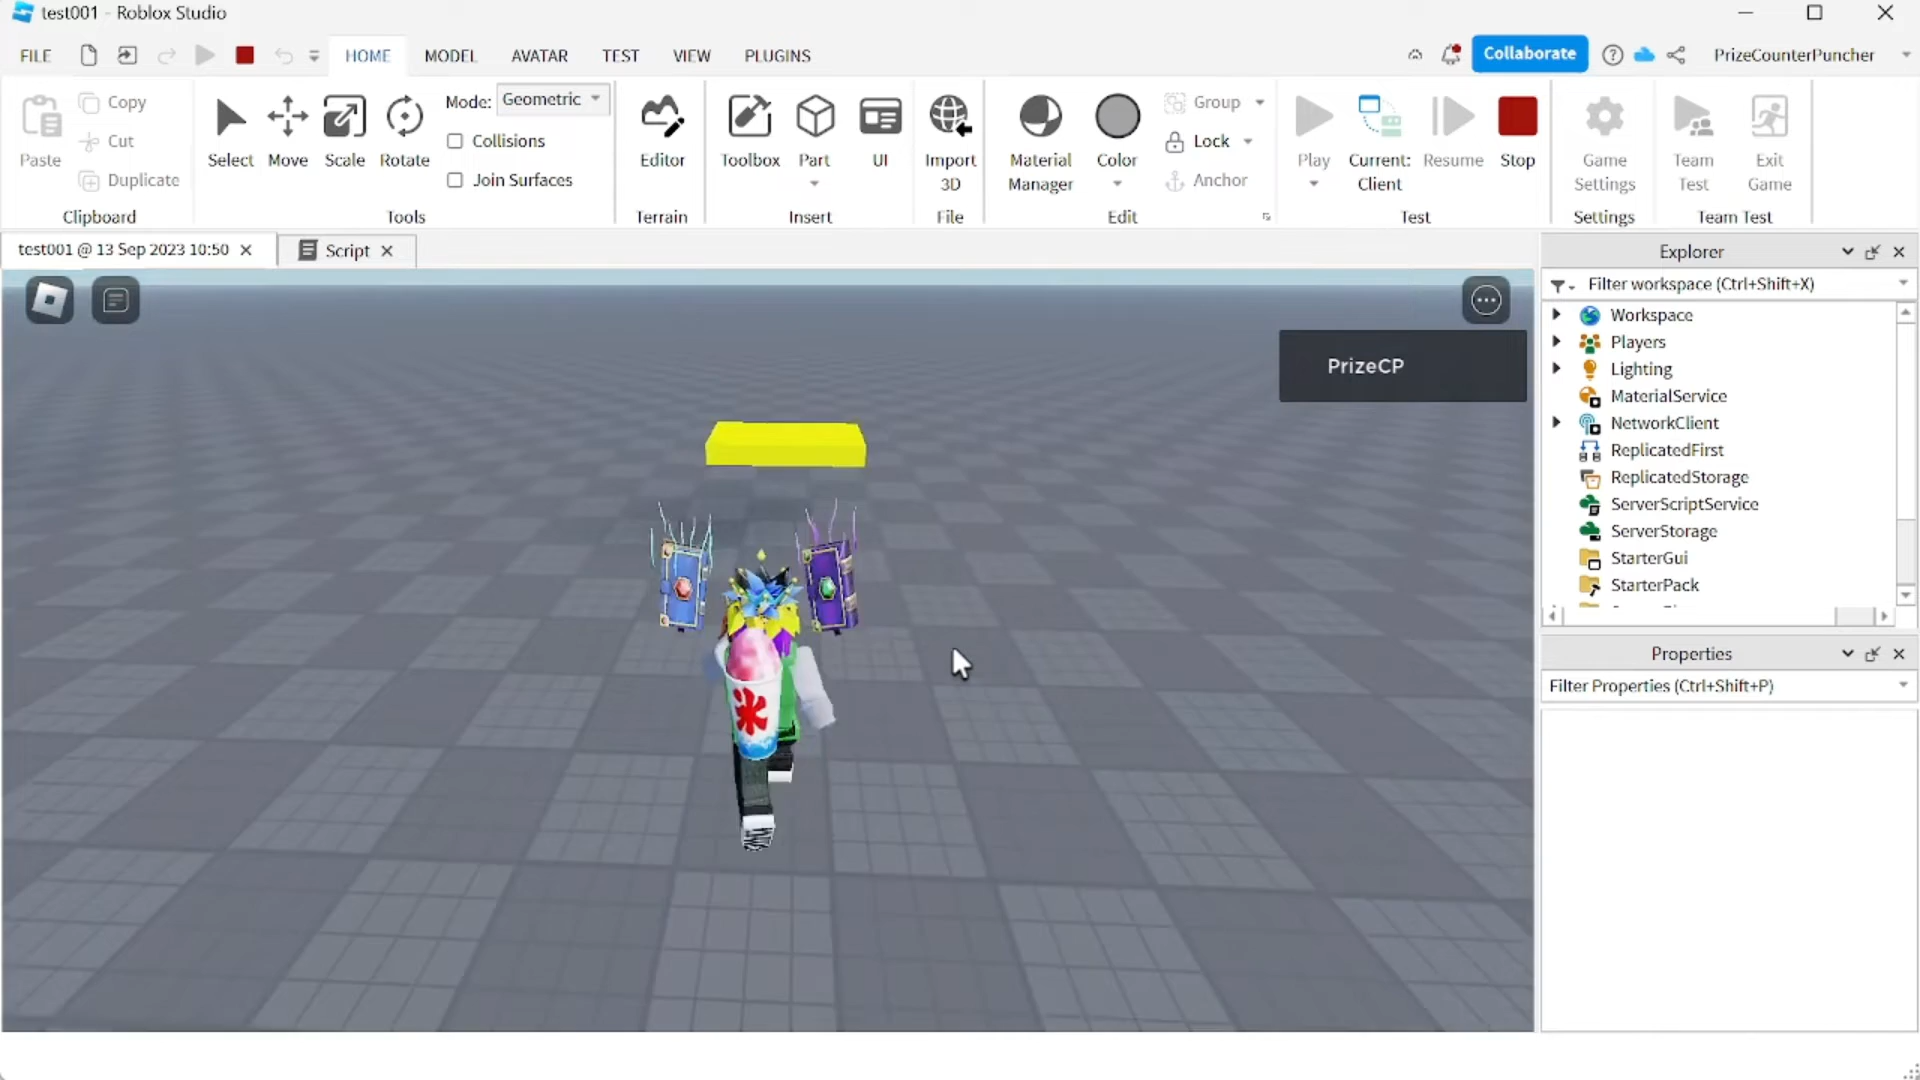 test001 - Roblox Studio
FILE
HOME
MODEL
AVATAR
TEST
VIEW
PLUGINS
Collaborate
PrizeCounterPuncher
Paste
Copy
Cut
Duplicate
Clipboard
Select
Move
Scale
Rotate
Mode: Geometric
Collisions
Join Surfaces
Tools
Editor
Terrain
Toolbox
Part
UI
Insert
Import
3D
File
Material
Manager
Color
Group
Lock
Anchor
Edit
Play
Current:
Client
Resume
Stop
Test
Game
Settings
Settings
Team
Test
Exit
Game
Team Test
test001 @ 13 Sep 2023 10:50
Script
PrizeCP
氷
Explorer
Filter workspace (Ctrl+Shift+X)
Workspace
Players
Lighting
MaterialService
NetworkClient
ReplicatedFirst
ReplicatedStorage
ServerScriptService
ServerStorage
StarterGui
StarterPack
Properties
Filter Properties (Ctrl+Shift+P)